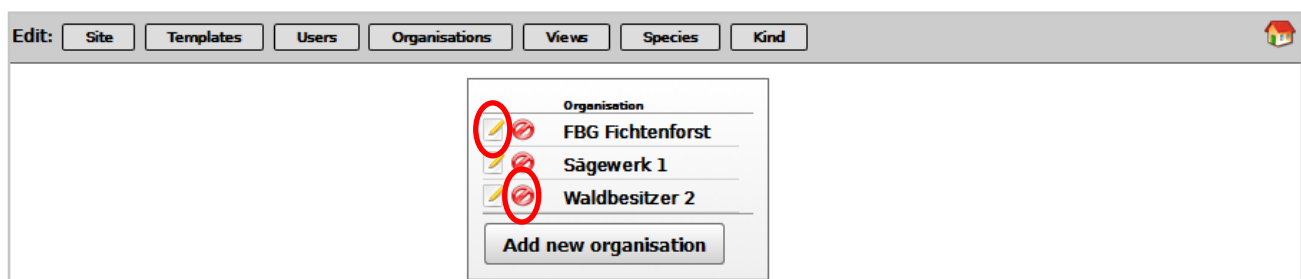 Edit: Site Templates Users Organisations Views Species Kind
Organisation
FBG Fichtenforst
Sägewerk 1
Waldbesitzer 2
Add new organisation